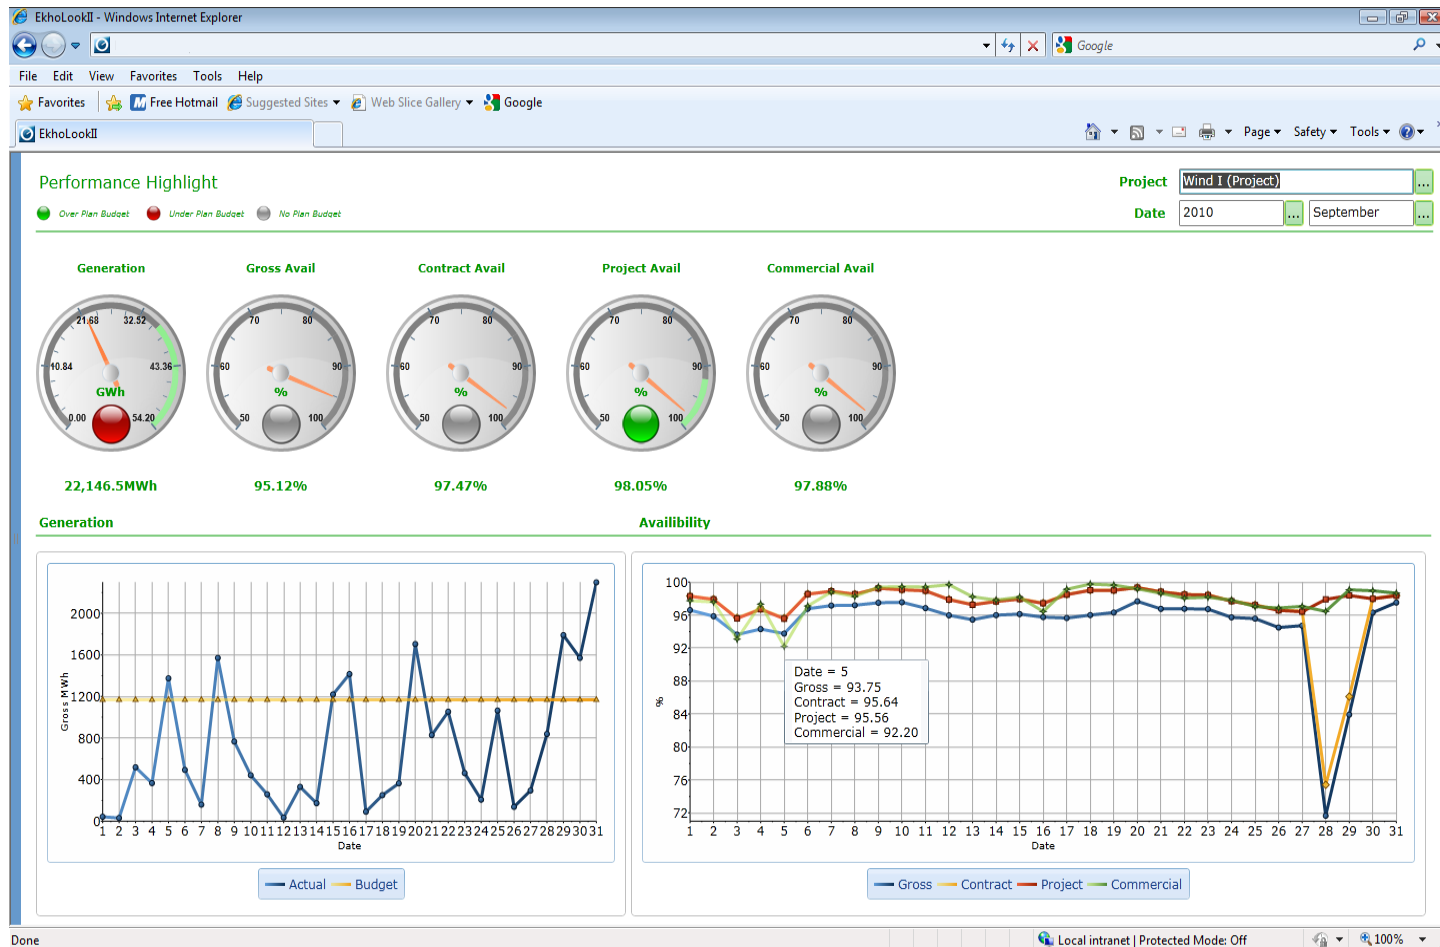 EkhoLookII - Windows Internet Explorer
Google
File Edit View Favorites Tools Help
Favorites Free Hotmail Suggested Sites Web Slice Gallery Google
EkhoLookII
Page Safety Tools
Performance Highlight
Project Wind I (Project) ...
Over Plan Budget Under Plan Budget No Plan Budget
Date 2010 ... September ...
Generation Gross Avail Contract Avail Project Avail Commercial Avail
21.68 32.52 70 80 70 80 70 80 70 80
10.84 43.36 60 90 60 90 60 90 60 90
GWh % % % %
0.00 54.20 50 100 50 100 50 100 50 100
22,146.5MWh 95.12% 97.47% 98.05% 97.88%
Generation
Availibility
Gross MWh
2000
1600
1200
800
400
0
1 2 3 4 5 6 7 8 9 10 11 12 13 14 15 16 17 18 19 20 21 22 23 24 25 26 27 28 29 30 31
Date
Actual Budget
%
100
96
92
88
84
80
76
72
Date = 5
Gross = 93.75
Contract = 95.64
Project = 95.56
Commercial = 92.20
1 2 3 4 5 6 7 8 9 10 11 12 13 14 15 16 17 18 19 20 21 22 23 24 25 26 27 28 29 30 31
Date
Gross Contract Project Commercial
Done
Local intranet | Protected Mode: Off
100%